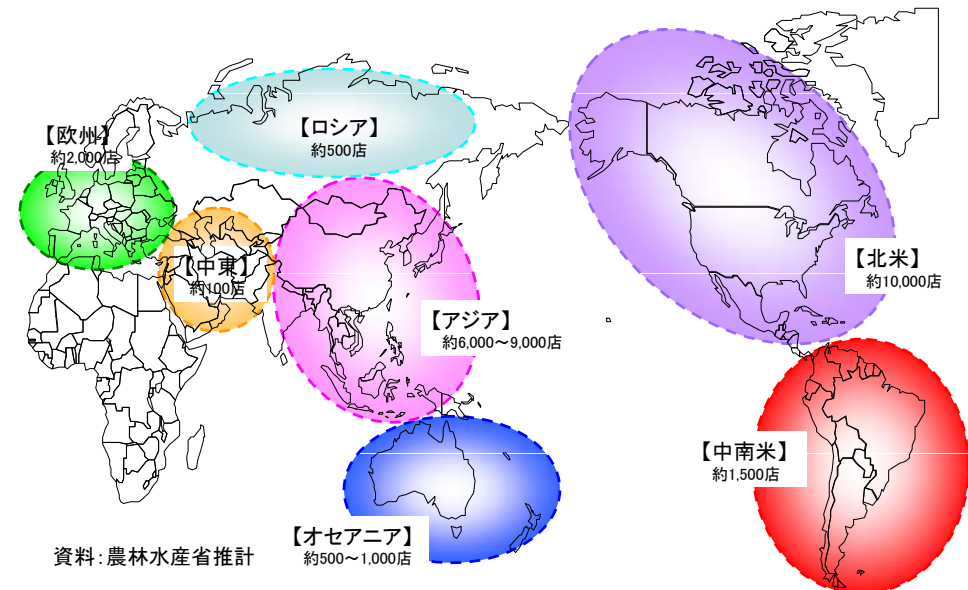 【欧州】
約2,000店
【ロシア】
約500店
【中東】
約100店
【アジア】
約6,000～9,000店
【北米】
約10,000店
【中南米】
約1,500店
【オセアニア】
約500～1,000店
資料：農林水産省推計